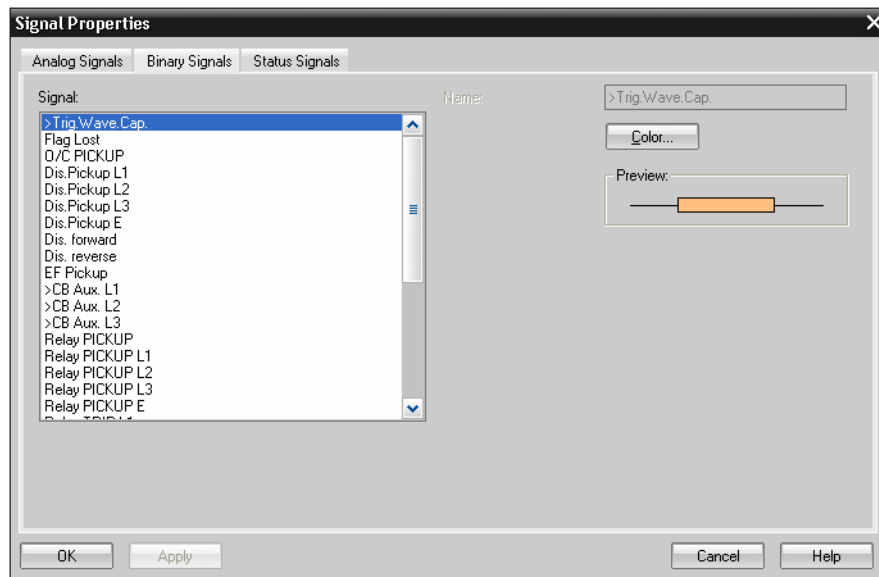 Signal Properties
Analog Signals Binary Signals Status Signals
Signal:
>Trig.Wave.Cap.
Flag Lost
O/C PICKUP
Dis.Pickup L1
Dis.Pickup L2
Dis.Pickup L3
Dis.Pickup E
Dis. forward
Dis. reverse
EF Pickup
>CB Aux. L1
>CB Aux. L2
>CB Aux. L3
Relay PICKUP
Relay PICKUP L1
Relay PICKUP L2
Relay PICKUP L3
Relay PICKUP E
Name: >Trig.Wave.Cap.
Color...
Preview:
OK Apply Cancel Help